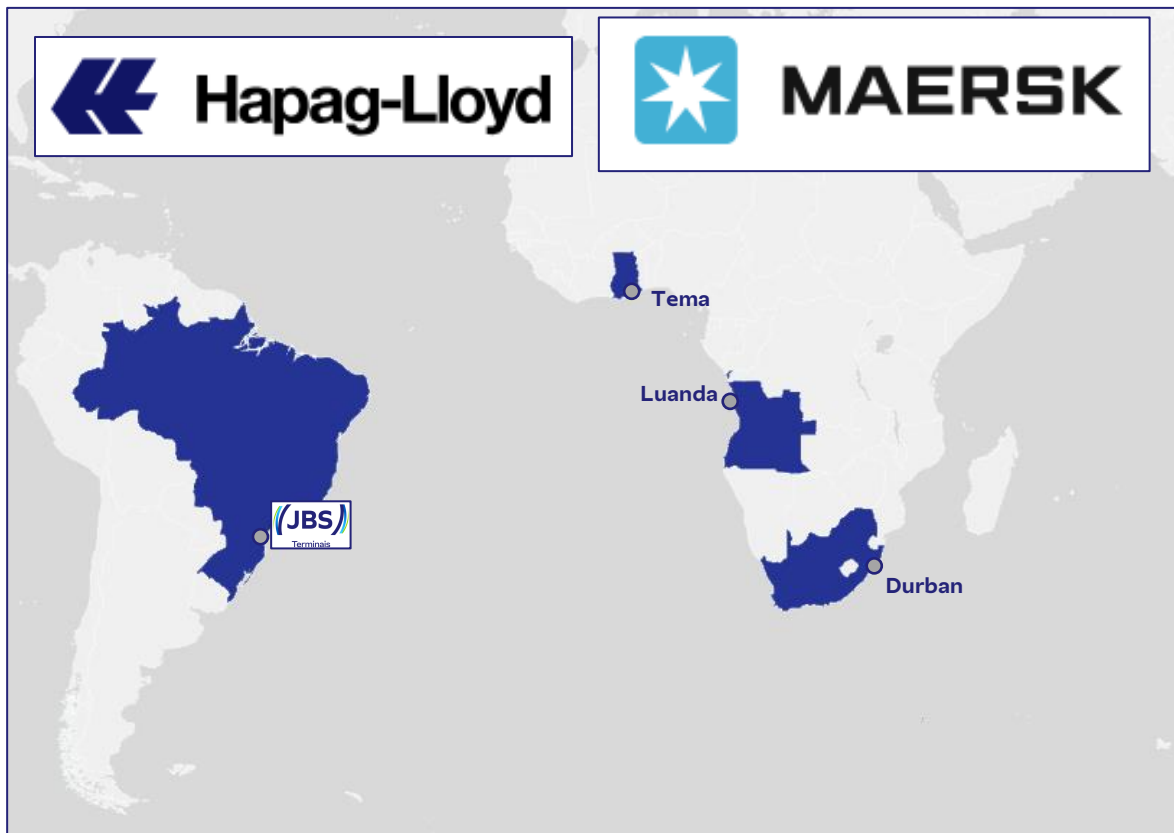 Hapag-Lloyd
MAERSK
Tema
Luanda
(JBS)
Terminais
Durban